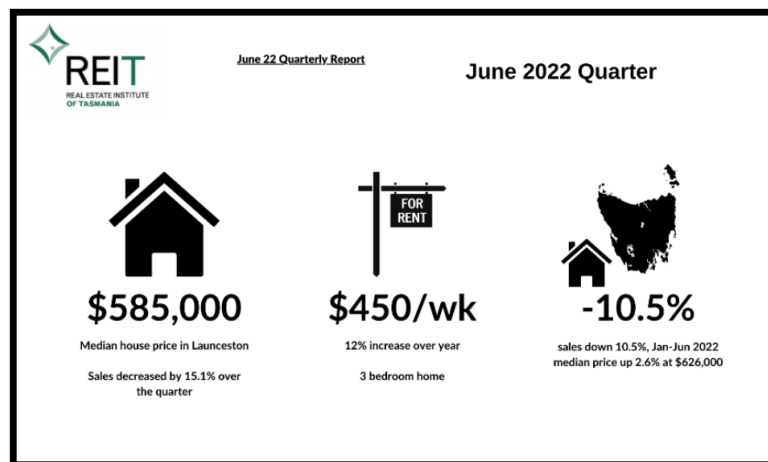 REIT
REAL ESTATE INSTITUTE
OF TASMANIA
June 22 Quarterly Report
June 2022 Quarter
FOR
RENT
$585,000
Median house price in Launceston
Sales decreased by 15.1% over
the quarter
$450/wk
12% increase over year
3 bedroom home
-10.5%
sales down 10.5%, Jan-Jun 2022
median price up 2.6% at $626,000